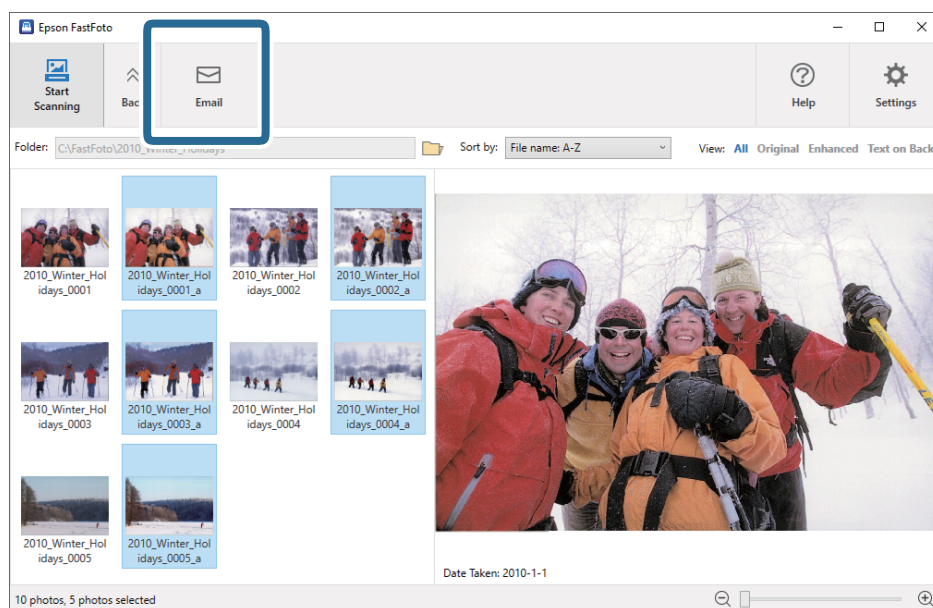 Epson FastFoto
Start
Scanning
Bac
Email
Help
Settings
Folder: C:\FastFoto\2010_Winter_Holidays
Sort by: File name: A-Z
View: All Original Enhanced Text on Back
2010_Winter_Hol
idays_0001
2010_Winter_Hol
idays_0001_a
2010_Winter_Hol
idays_0002
2010_Winter_Hol
idays_0002_a
2010_Winter_Hol
idays_0003
2010_Winter_Hol
idays_0003_a
2010_Winter_Hol
idays_0004
2010_Winter_Hol
idays_0004_a
2010_Winter_Hol
idays_0005
2010_Winter_Hol
idays_0005_a
Date Taken: 2010-1-1
10 photos, 5 photos selected